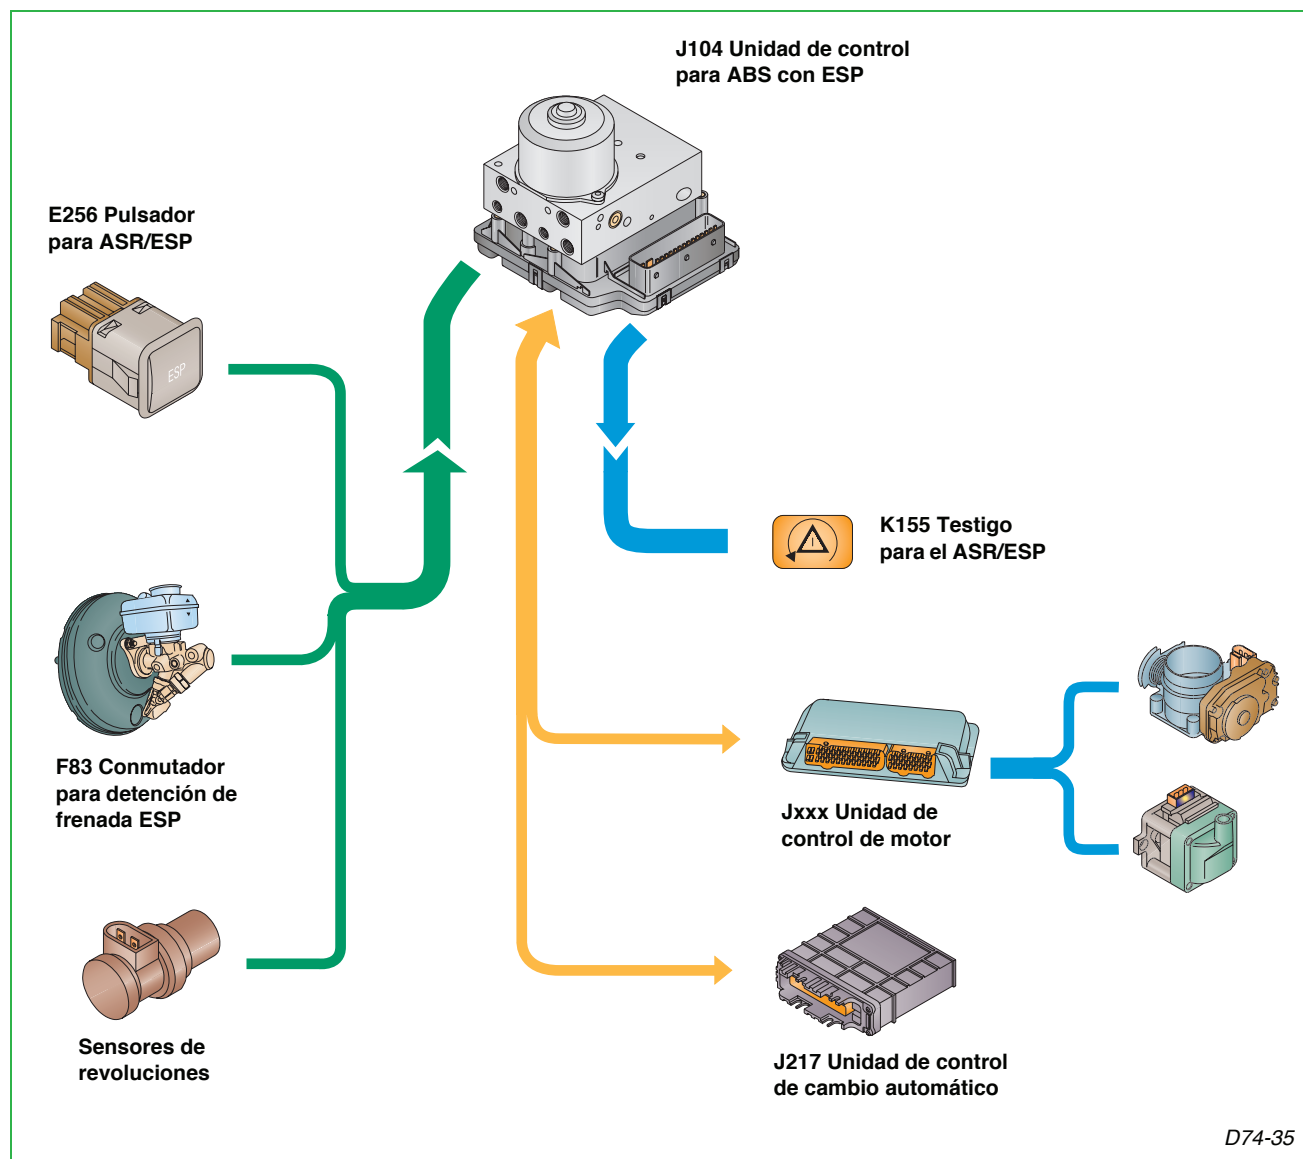 J104 Unidad de control
para ABS con ESP
E256 Pulsador
para ASR/ESP
ESP
K155 Testigo
para el ASR/ESP
F83 Conmutador
para detención de
frenada ESP
Jxxx Unidad de
control de motor
Sensores de
revoluciones
J217 Unidad de control
de cambio automático
D74-35